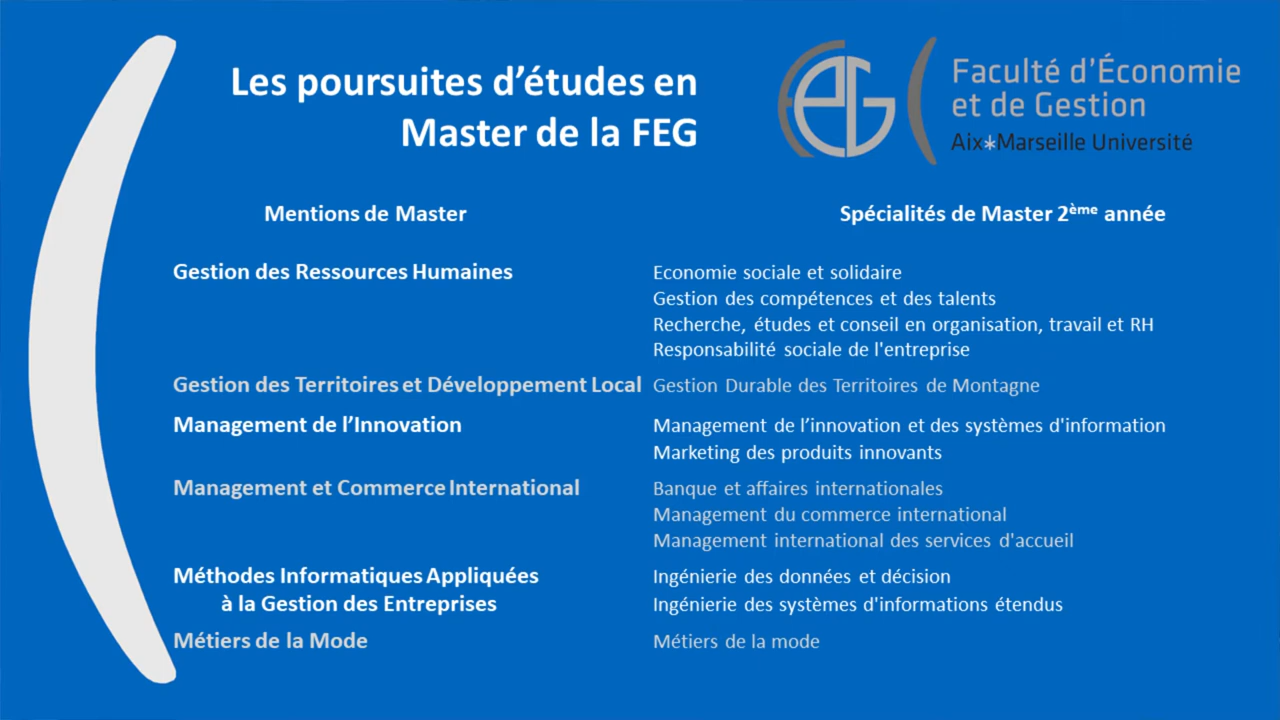 Les poursuites d’études en
Master de la FEG
FEG
Faculté d'Économie
et de Gestion
Aix*Marseille Université
Mentions de Master
Spécialités de Master 2ème année
Gestion des Ressources Humaines
Economie sociale et solidaire
Gestion des compétences et des talents
Recherche, études et conseil en organisation, travail et RH
Responsabilité sociale de l'entreprise
Gestion des Territoires et Développement Local
Gestion Durable des Territoires de Montagne
Management de l’Innovation
Management de l’innovation et des systèmes d'information
Marketing des produits innovants
Management et Commerce International
Banque et affaires internationales
Management du commerce international
Management international des services d'accueil
Méthodes Informatiques Appliquées
à la Gestion des Entreprises
Ingénierie des données et décision
Ingénierie des systèmes d'informations étendus
Métiers de la Mode
Métiers de la mode